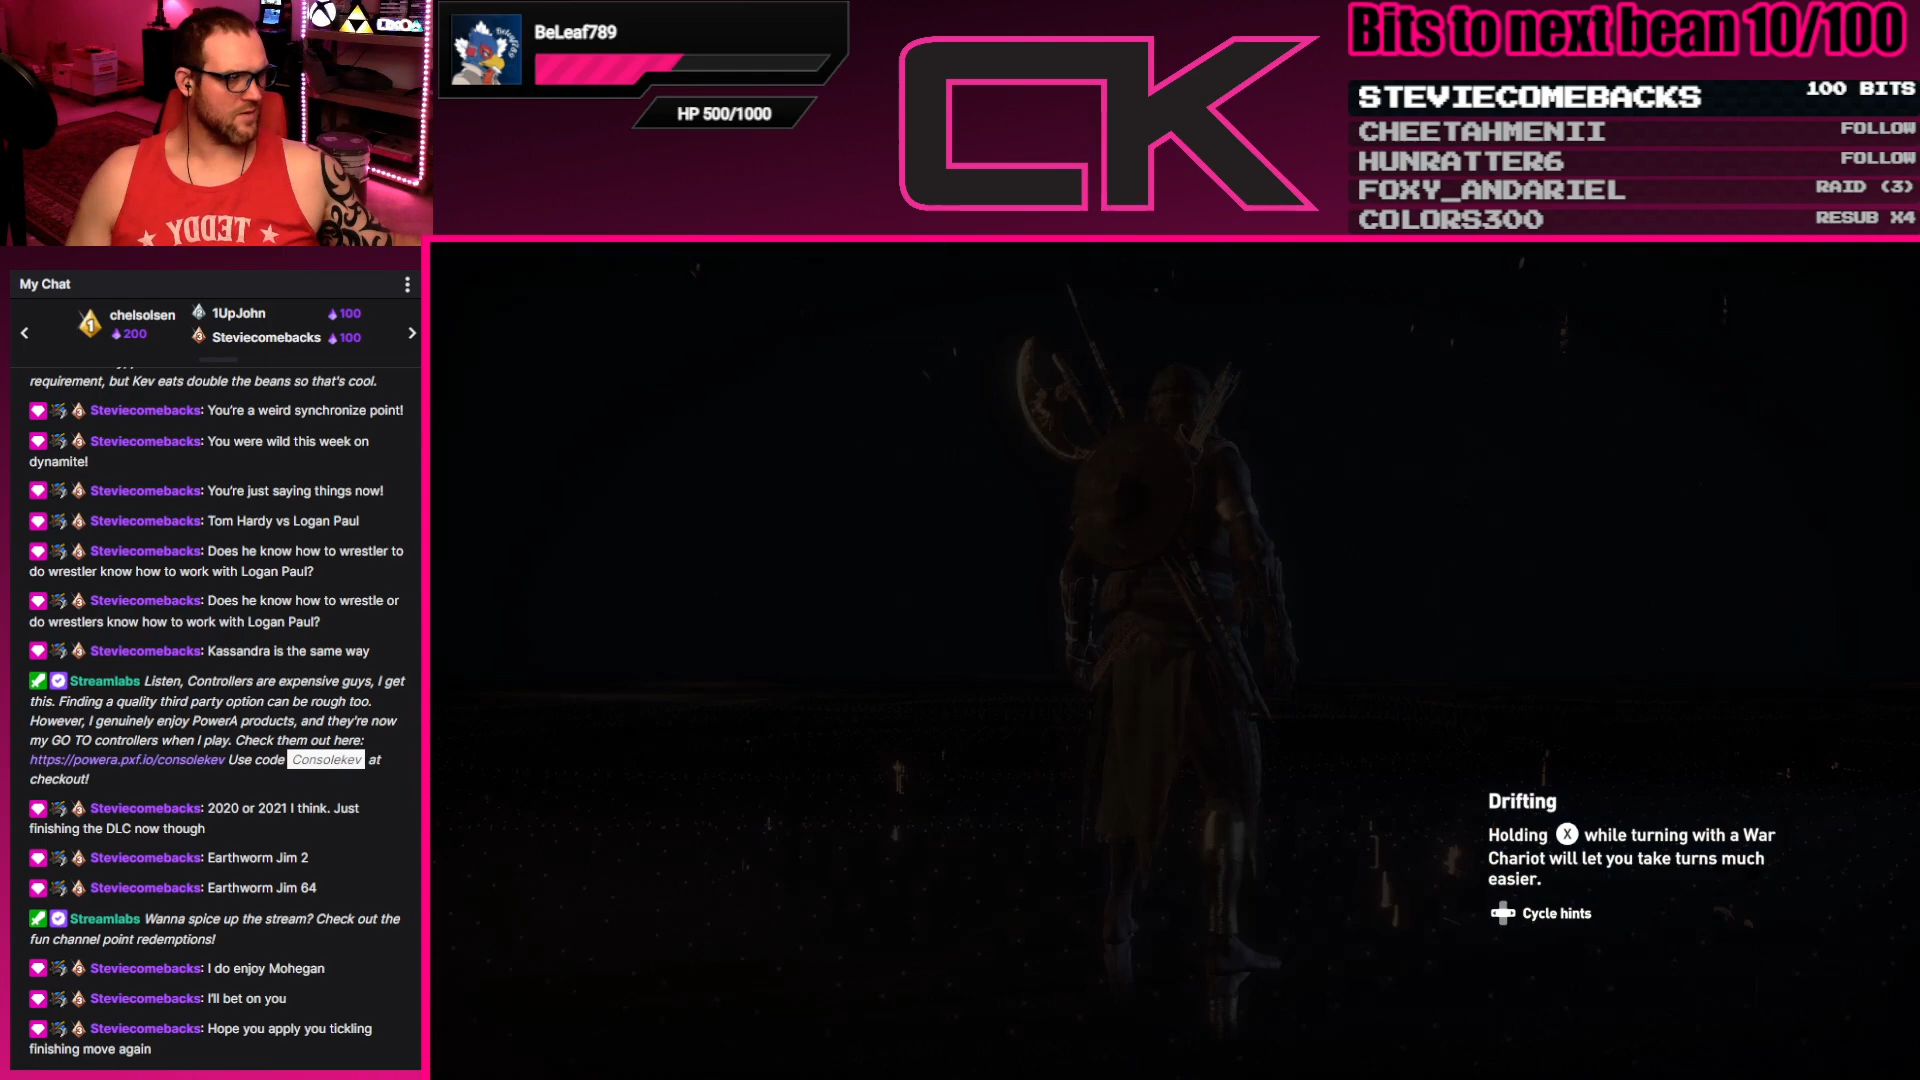 BeLeaf789
HP 500/1000
CK
Bits to next bean 10/100
STEVIECOMEBACKS 100 BITS
CHEETAHMENII FOLLOW
HUNRATTER6 FOLLOW
FOXY_ANDARIEL RAID (3)
COLORS300 RESUB X4
TEDDY
My Chat
1 chelsolsen 200
2 1UpJohn 100
3 Steviecomebacks 100
requirement, but Kev eats double the beans so that's cool.
Steviecomebacks: You're a weird synchronize point!
Steviecomebacks: You were wild this week on
dynamite!
Steviecomebacks: You're just saying things now!
Steviecomebacks: Tom Hardy vs Logan Paul
Steviecomebacks: Does he know how to wrestler to
do wrestler know how to work with Logan Paul?
Steviecomebacks: Does he know how to wrestle or
do wrestlers know how to work with Logan Paul?
Steviecomebacks: Kassandra is the same way
Streamlabs Listen, Controllers are expensive guys, I get
this. Finding a quality third party option can be rough too.
However, I genuinely enjoy PowerA products, and they're now
my GO TO controllers when I play. Check them out here:
https://powera.pxf.io/consolekev Use code Consolekev at
checkout!
Steviecomebacks: 2020 or 2021 I think. Just
finishing the DLC now though
Steviecomebacks: Earthworm Jim 2
Steviecomebacks: Earthworm Jim 64
Streamlabs Wanna spice up the stream? Check out the
fun channel point redemptions!
Steviecomebacks: I do enjoy Mohegan
Steviecomebacks: I'll bet on you
Steviecomebacks: Hope you apply you tickling
finishing move again
Drifting
Holding X while turning with a War
Chariot will let you take turns much
easier.
Cycle hints